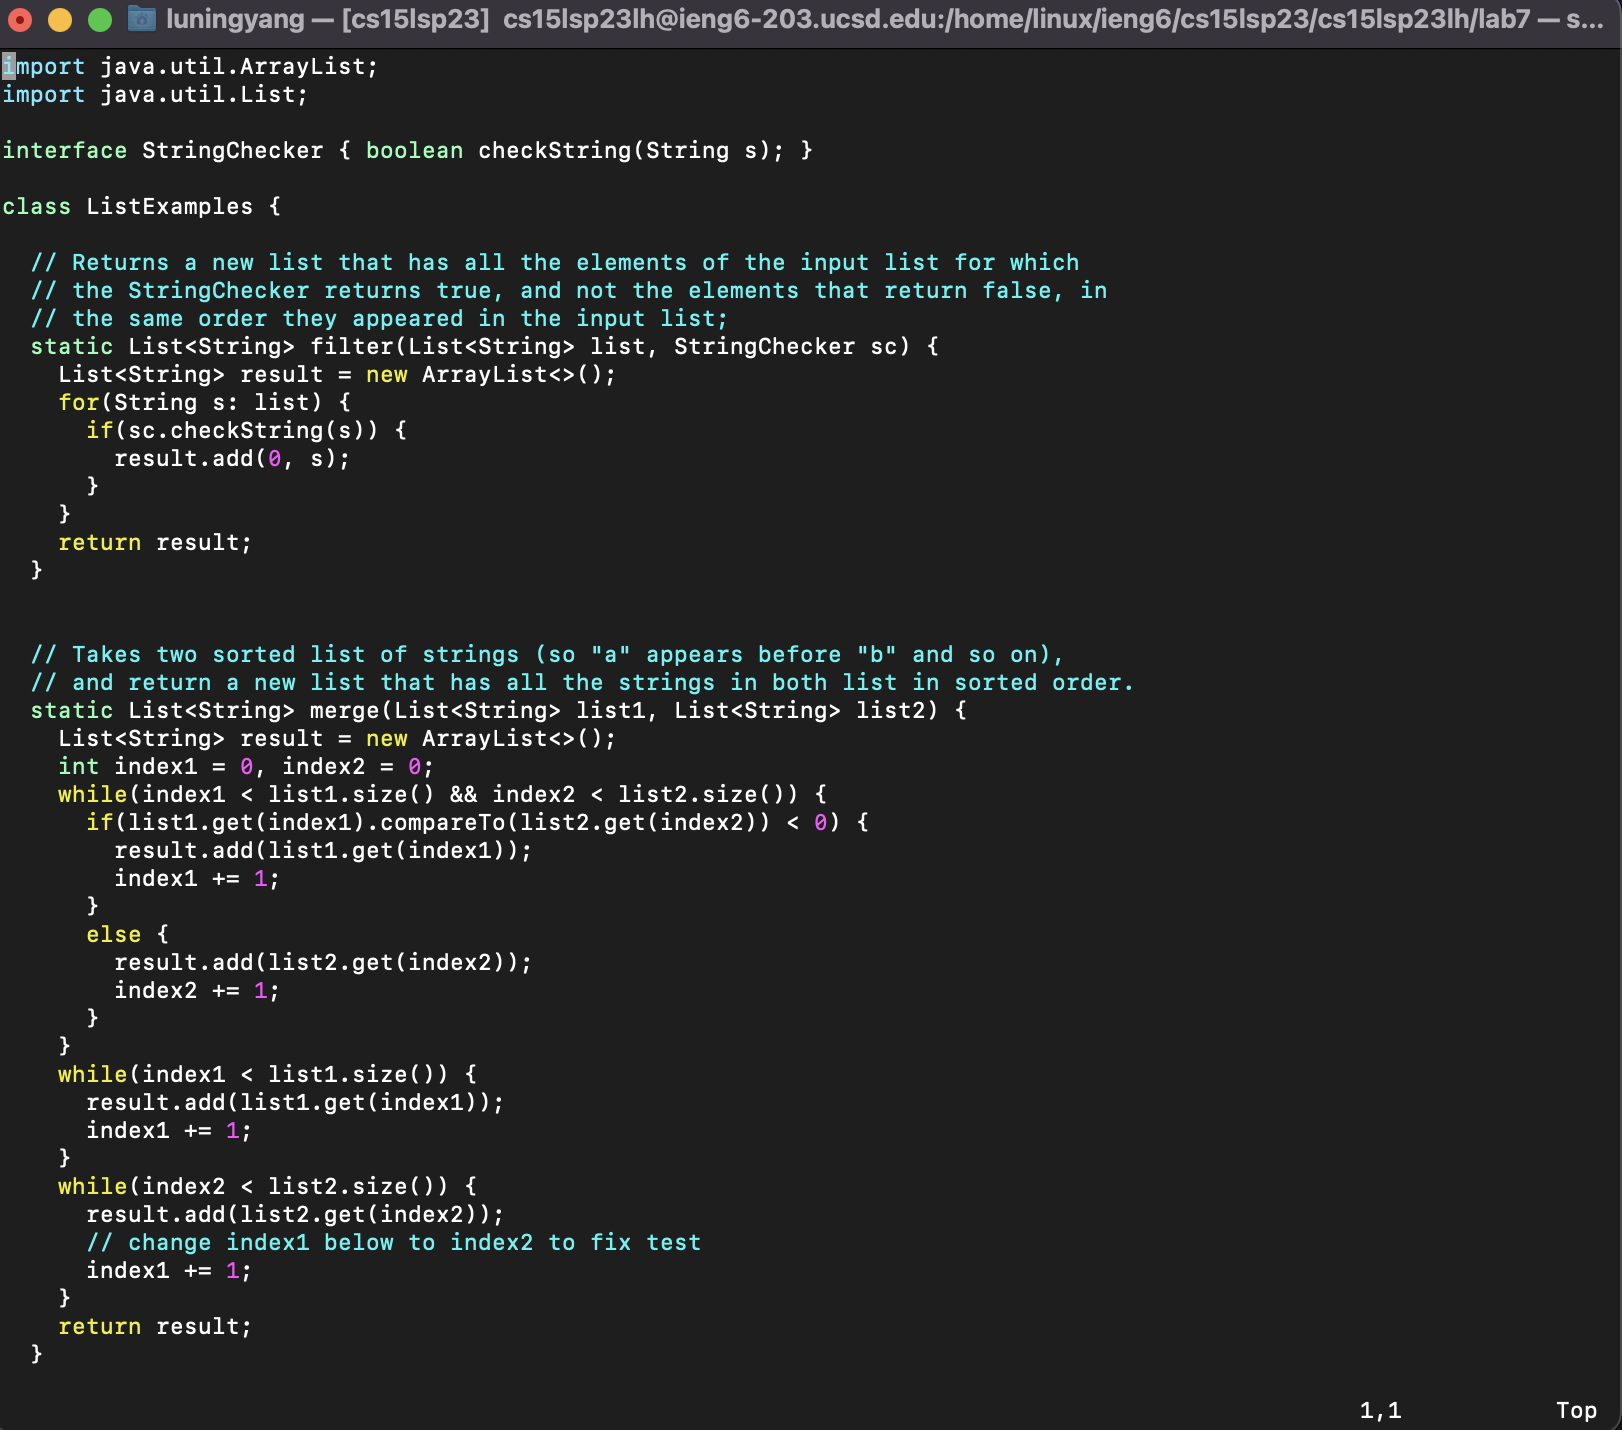 luningyang — [cs15lsp23]  cs15lsp23lh@ieng6-203.ucsd.edu:/home/linux/ieng6/cs15lsp23/cs15lsp23lh/lab7 — s...
import java.util.ArrayList;
import java.util.List;

interface StringChecker { boolean checkString(String s); }

class ListExamples {

  // Returns a new list that has all the elements of the input list for which
  // the StringChecker returns true, and not the elements that return false, in
  // the same order they appeared in the input list;
  static List<String> filter(List<String> list, StringChecker sc) {
    List<String> result = new ArrayList<>();
    for(String s: list) {
      if(sc.checkString(s)) {
        result.add(0, s);
      }
    }
    return result;
  }


  // Takes two sorted list of strings (so "a" appears before "b" and so on),
  // and return a new list that has all the strings in both list in sorted order.
  static List<String> merge(List<String> list1, List<String> list2) {
    List<String> result = new ArrayList<>();
    int index1 = 0, index2 = 0;
    while(index1 < list1.size() && index2 < list2.size()) {
      if(list1.get(index1).compareTo(list2.get(index2)) < 0) {
        result.add(list1.get(index1));
        index1 += 1;
      }
      else {
        result.add(list2.get(index2));
        index2 += 1;
      }
    }
    while(index1 < list1.size()) {
      result.add(list1.get(index1));
      index1 += 1;
    }
    while(index2 < list2.size()) {
      result.add(list2.get(index2));
      // change index1 below to index2 to fix test
      index1 += 1;
    }
    return result;
  }

1,1 Top